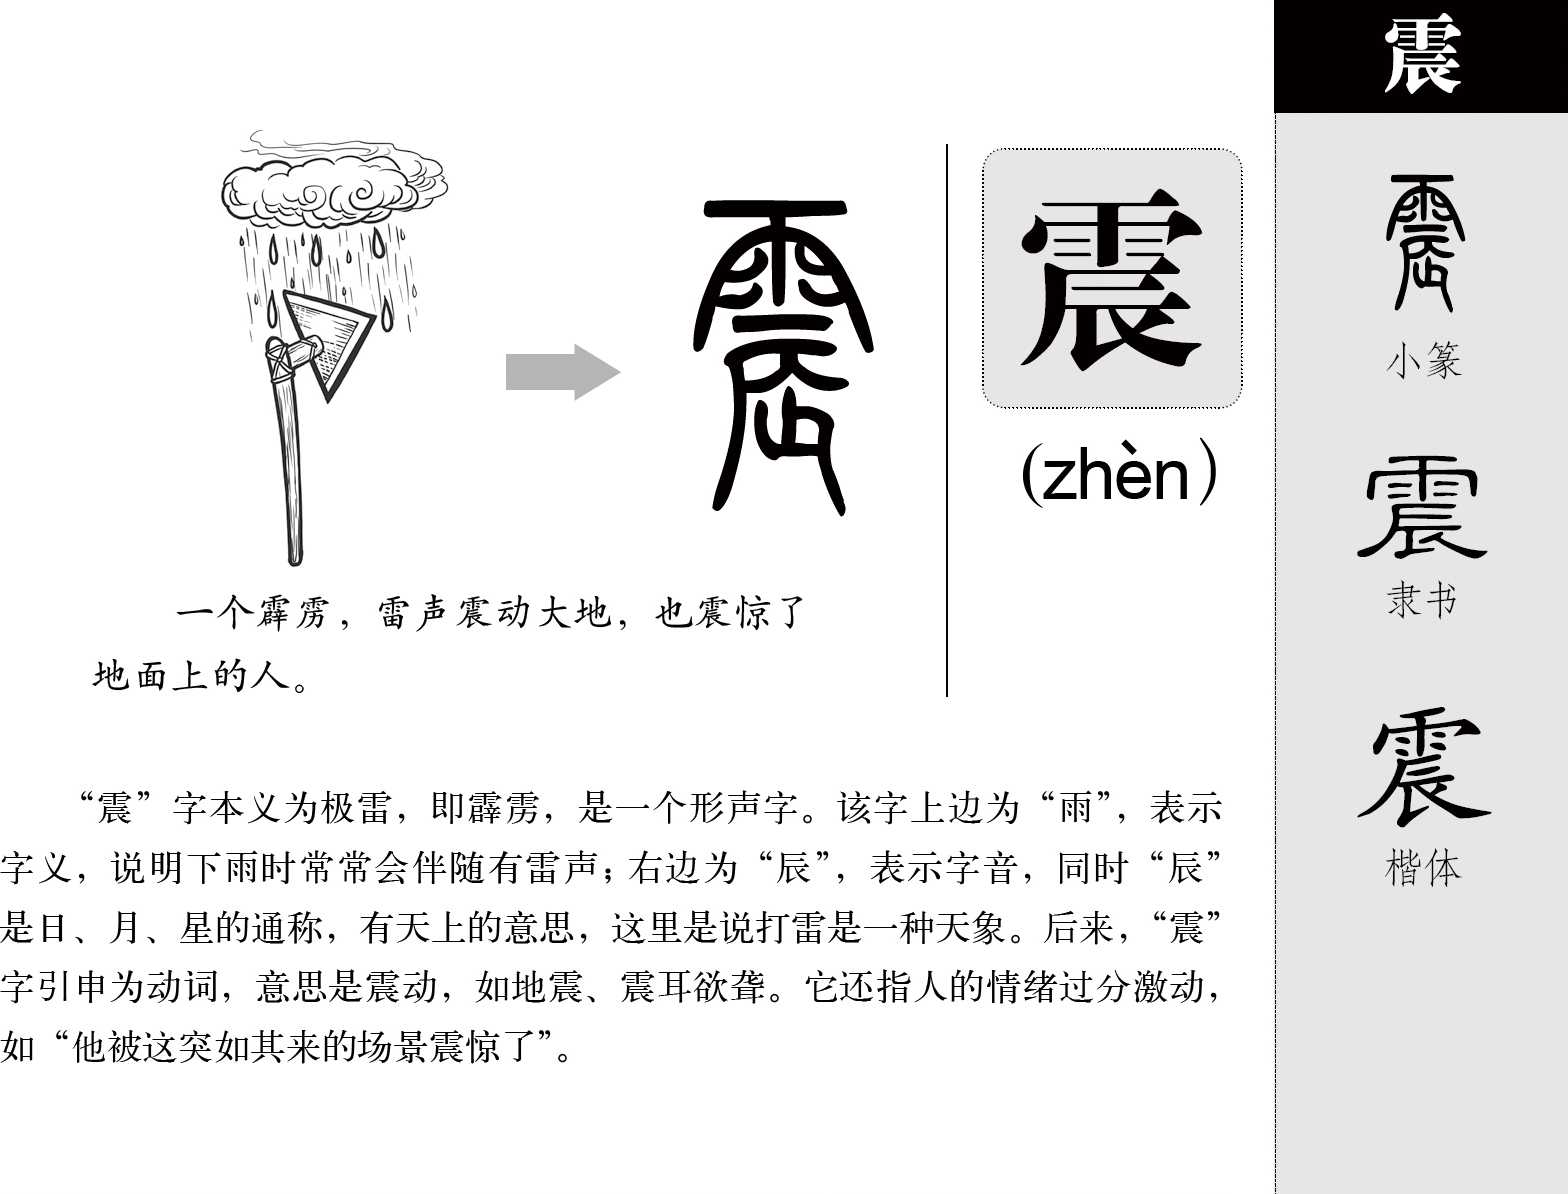 震
震
(zhèn)
一个霹雳，雷声震动大地，也震惊了
地面上的人。
“震”字本义为极雷，即霹雳，是一个形声字。该字上边为“雨”，表示
字义，说明下雨时常常会伴随有雷声；右边为“辰”，表示字音，同时“辰”
是日、月、星的通称，有天上的意思，这里是说打雷是一种天象。后来，“震”
字引申为动词，意思是震动，如地震、震耳欲聋。它还指人的情绪过分激动，
如“他被这突如其来的场景震惊了”。
震
震
小篆
震
隶书
震
楷体